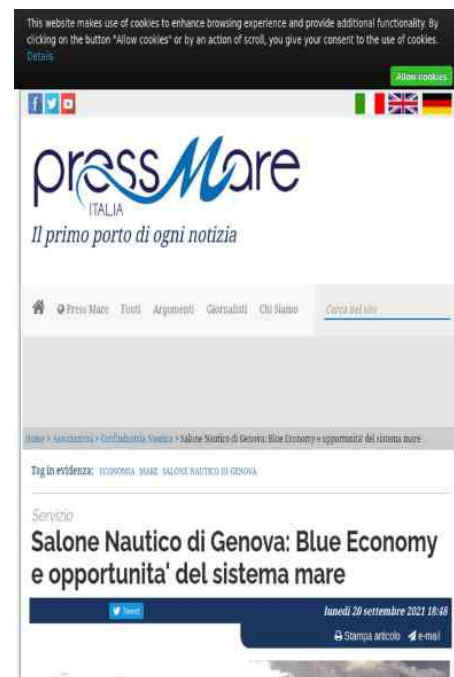 This website makes use of cookies to enhance browsing experience and provide additional functionality. By
clicking on the button "Allow cookies" or by an action of scroll, you give your consent to the use of cookies.
Details
Allow cookies
pressMare
ITALIA
Il primo porto di ogni notizia
Press Mare Fonti Argomenti Giornalisti Chi Siamo Cerca nel sito
Home > Associazioni > Confindustria Nautica > Salone Nautico di Genova: Blue Economy e opportunita' del sistema mare
Tag in evidenza: ECONOMIA MARE SALONE NAUTICO DI GENOVA
Servizio
Salone Nautico di Genova: Blue Economy
e opportunita' del sistema mare
Tweet lunedì 20 settembre 2021 18:48
Stampa articolo e-mail